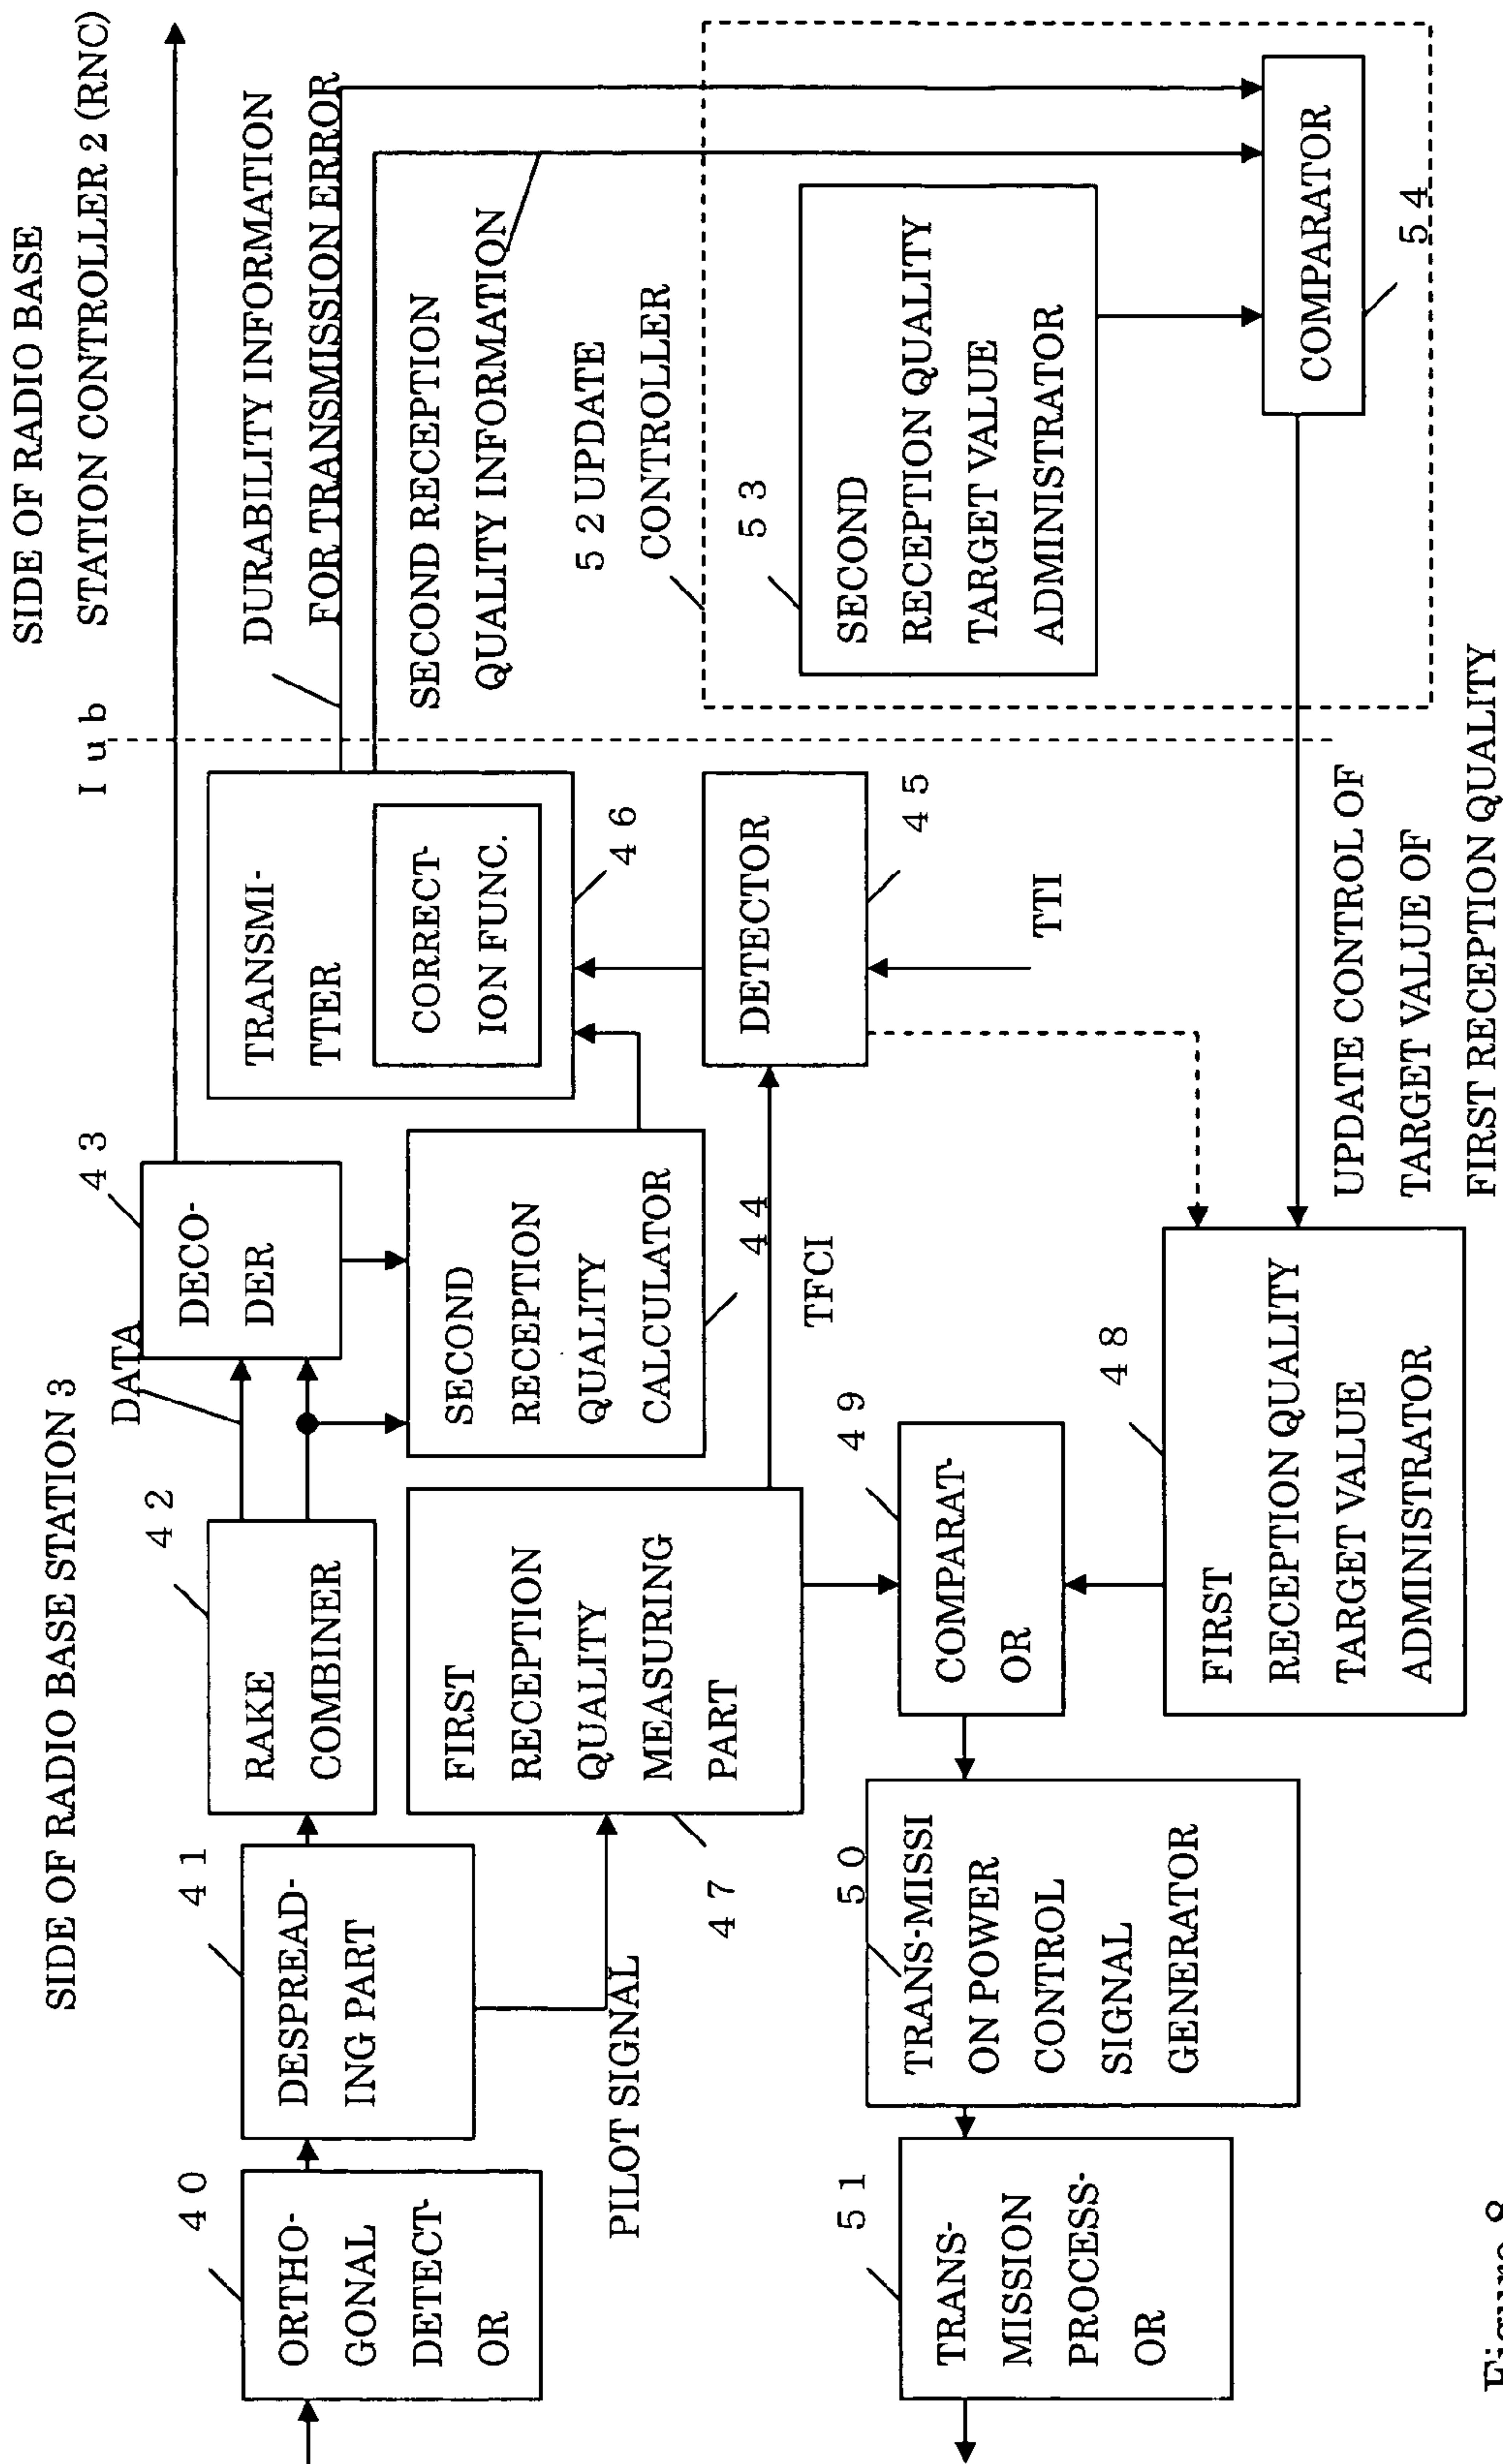 SIDE OF RADIO BASE STATION 3
SIDE OF RADIO BASE
STATION CONTROLLER 2 (RNC)
I u b
4 0
ORTHO-
GONAL
DETECT-
OR
4 1
DESPREAD-
ING PART
4 2
RAKE
COMBINER
DATA
4 3
DECO-
DER
TRANSMI-
TTER
CORRECT-
ION FUNC.
4 6
DURABILITY INFORMATION
FOR TRANSMISSION ERROR
SECOND RECEPTION
QUALITY INFORMATION
PILOT SIGNAL
FIRST
RECEPTION
QUALITY
MEASURING
PART
4 7
SECOND
RECEPTION
QUALITY
CALCULATOR
4 4
TFCI
DETECTOR
4 5
TTI
5 2 UPDATE
CONTROLLER
5 3
SECOND
RECEPTION QUALITY
TARGET VALUE
ADMINISTRATOR
COMPARATOR
5 4
5 1
TRANS-
MISSION
PROCESS-
OR
5 0
TRANS-MISSI
ON POWER
CONTROL
SIGNAL
GENERATOR
4 9
COMPARAT-
OR
4 8
FIRST
RECEPTION QUALITY
TARGET VALUE
ADMINISTRATOR
UPDATE CONTROL OF
TARGET VALUE OF
FIRST RECEPTION QUALITY
Figure 8